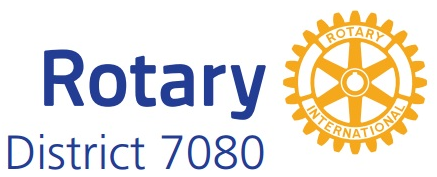 Rotary
District 7080
ROTARY
INTERNATIONAL